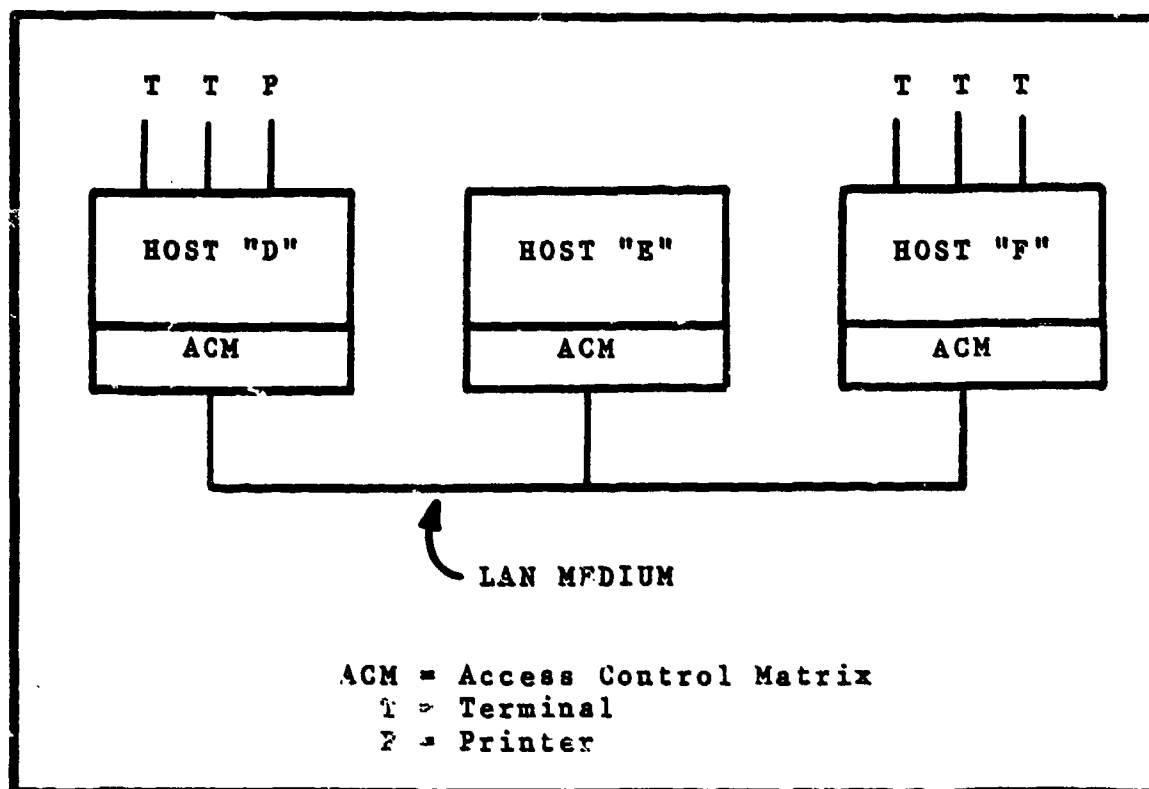 T T P T T T
HOST "D" HOST "E" HOST "F"
ACM ACM ACM
LAN MEDIUM
ACM = Access Control Matrix
T = Terminal
P = Printer